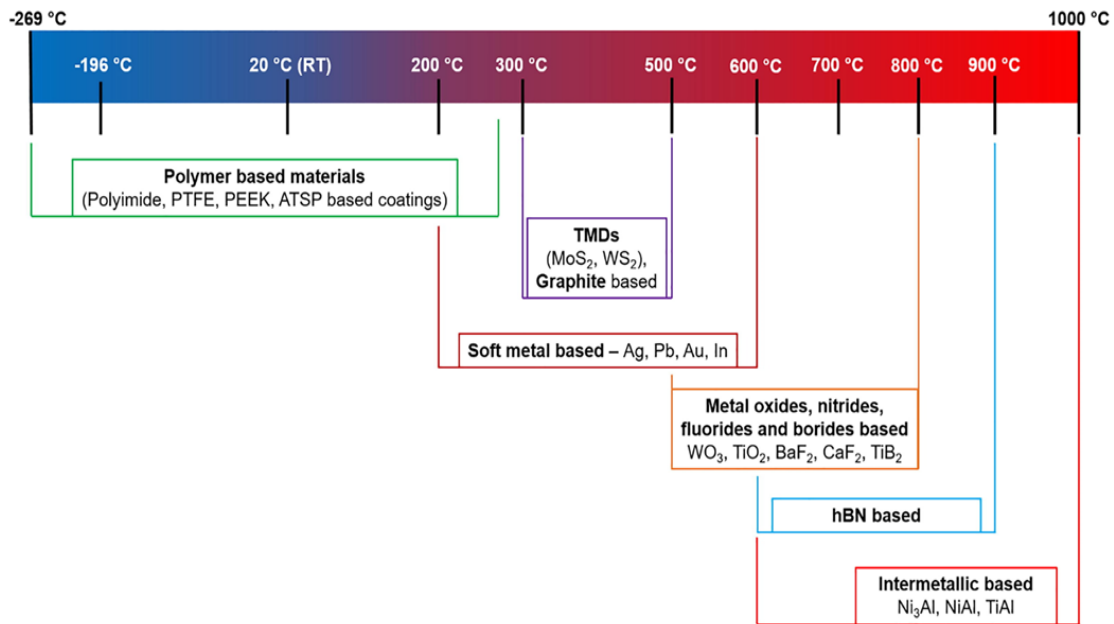 -269 °C
1000 °C
-196 °C
20 °C (RT)
200 °C
300 °C
500 °C
600 °C
700 °C
800 °C
900 °C
Polymer based materials
(Polyimide, PTFE, PEEK, ATSP based coatings)
TMDs
(MoS₂, WS₂),
Graphite based
Soft metal based – Ag, Pb, Au, In
Metal oxides, nitrides,
fluorides and borides based
WO₃, TiO₂, BaF₂, CaF₂, TiB₂
hBN based
Intermetallic based
Ni₃Al, NiAl, TiAl